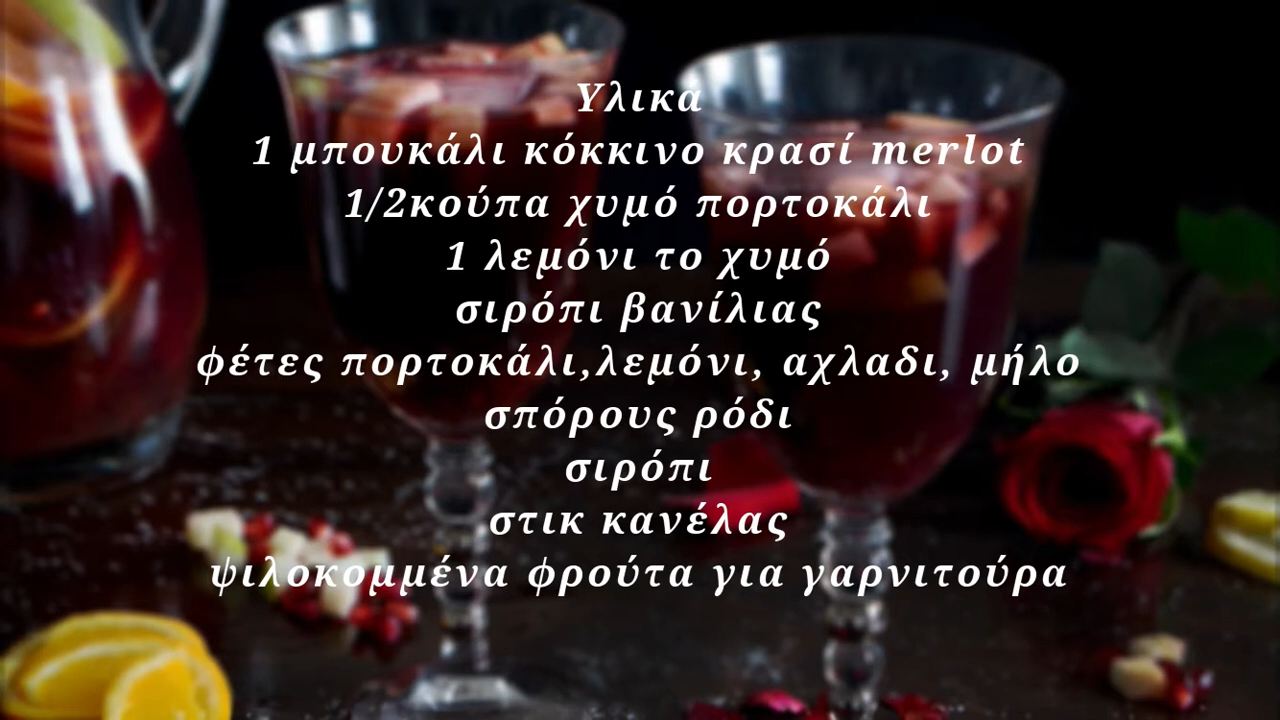 Υλικά
1 μπουκάλι κόκκινο κρασί merlot
1/2κούπα χυμό πορτοκάλι
1 λεμόνι το χυμό
σιρόπι βανίλιας
φέτες πορτοκάλι,λεμόνι, αχλαδι, μήλο
σπόρους ρόδι
σιρόπι
στικ κανέλας
ψιλοκομμένα φρούτα για γαρνιτούρα